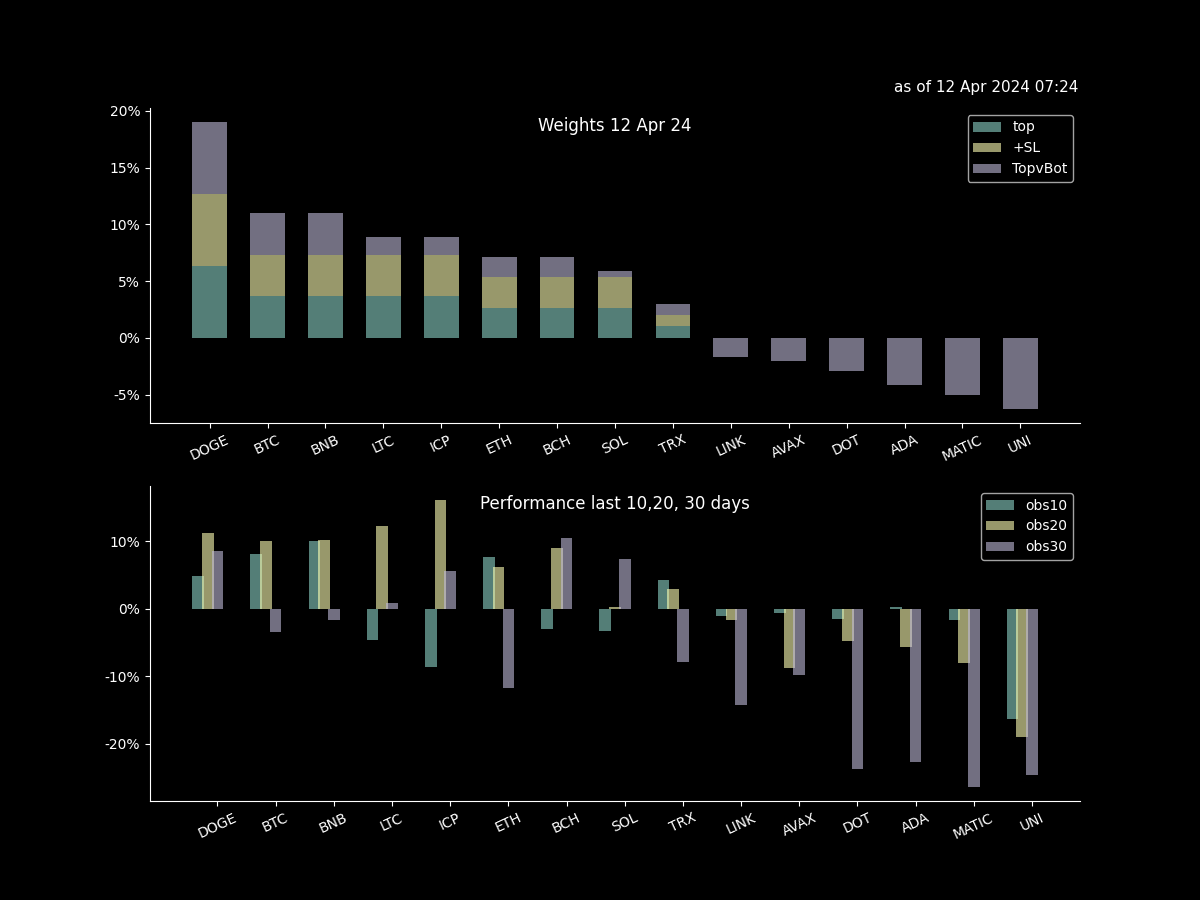 as of 12 Apr 2024 07:24
Weights 12 Apr 24
top
+SL
TopvBot
20%
15%
10%
5%
0%
-5%
DOGE BTC BNB LTC ICP ETH BCH SOL TRX LINK AVAX DOT ADA MATIC UNI
Performance last 10,20, 30 days
obs10
obs20
obs30
10%
0%
-10%
-20%
DOGE BTC BNB LTC ICP ETH BCH SOL TRX LINK AVAX DOT ADA MATIC UNI